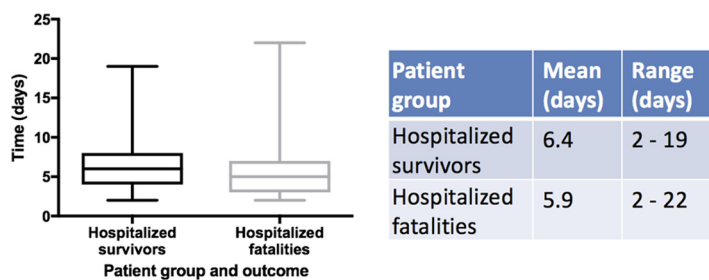 25
20
15
10
5
0
Time (days)
Hospitalized
survivors
Hospitalized
fatalities
Patient group and outcome
Patient
group
Mean
(days)
Range
(days)
Hospitalized
survivors
6.4
2 - 19
Hospitalized
fatalities
5.9
2 - 22